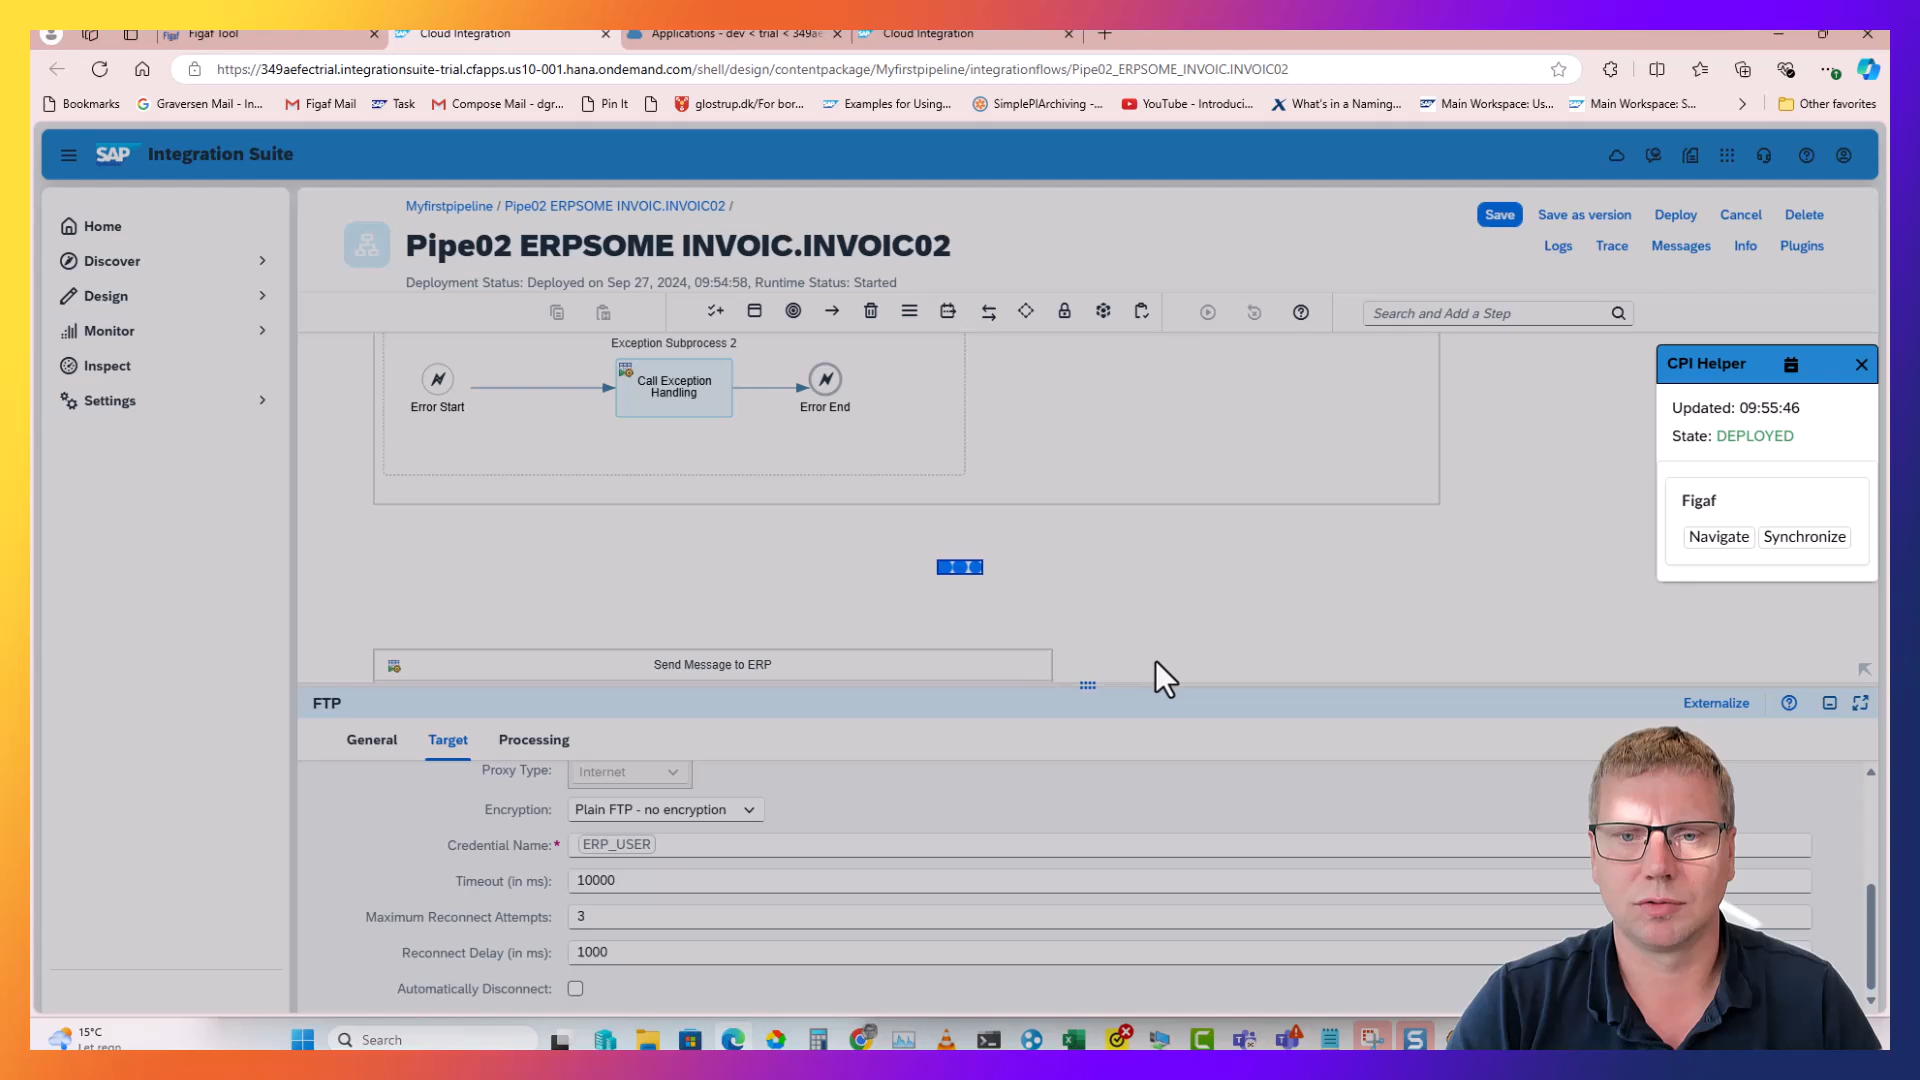 Figaf Figaf Tool
Cloud Integration
Applications - dev < trial < 349ae
Cloud Integration
https://349aefectrial.integrationsuite-trial.cfapps.us10-001.hana.ondemand.com/shell/design/contentpackage/Myfirstpipeline/integrationflows/Pipe02_ERPSOME_INVOIC.INVOIC02
Bookmarks Graversen Mail - In... Figaf Mail Task Compose Mail - dgr... Pin It glostrup.dk/For bor... Examples for Using... SimplePIArchiving -... YouTube - Introduci... What's in a Naming... Main Workspace: Us... Main Workspace: S... Other favorites
SAP Integration Suite
Home
Discover
Design
Monitor
Inspect
Settings
Myfirstpipeline / Pipe02 ERPSOME INVOIC.INVOIC02 /
Pipe02 ERPSOME INVOIC.INVOIC02
Deployment Status: Deployed on Sep 27, 2024, 09:54:58, Runtime Status: Started
Save Save as version Deploy Cancel Delete
Logs Trace Messages Info Plugins
Search and Add a Step
Exception Subprocess 2
Error Start
Call Exception
Handling
Error End
Send Message to ERP
CPI Helper
Updated: 09:55:46
State: DEPLOYED
Figaf
Navigate Synchronize
FTP
Externalize
General Target Processing
Proxy Type: Internet
Encryption: Plain FTP - no encryption
Credential Name:* ERP_USER
Timeout (in ms): 10000
Maximum Reconnect Attempts: 3
Reconnect Delay (in ms): 1000
Automatically Disconnect:
15°C
Let regn
Search